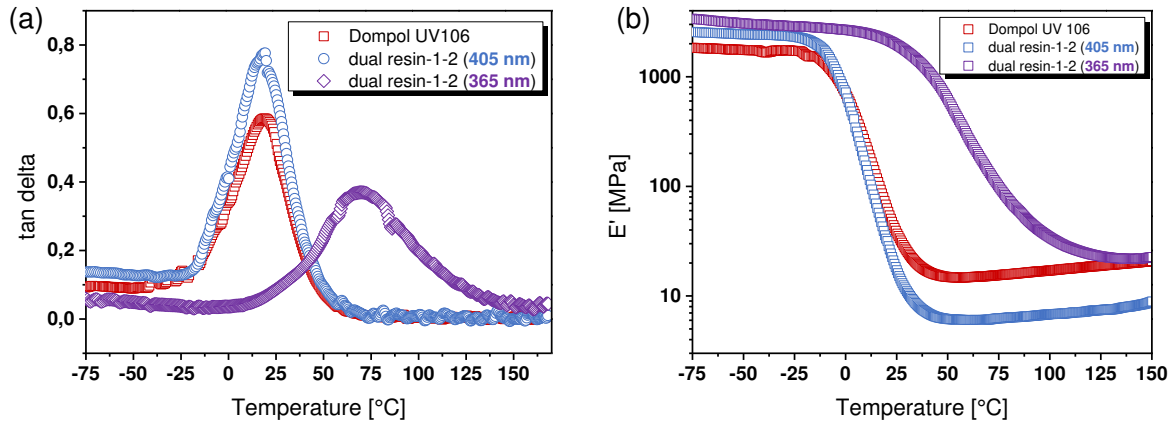 (a)
0,8
0,6
0,4
0,2
0,0
tan delta
Dompol UV106
dual resin-1-2 (405 nm)
dual resin-1-2 (365 nm)
-75 -50 -25 0 25 50 75 100 125 150
Temperature [°C]
(b)
1000
100
10
E' [MPa]
Dompol UV 106
dual resin-1-2 (405 nm)
dual resin-1-2 (365 nm)
-75 -50 -25 0 25 50 75 100 125 150
Temperature [°C]